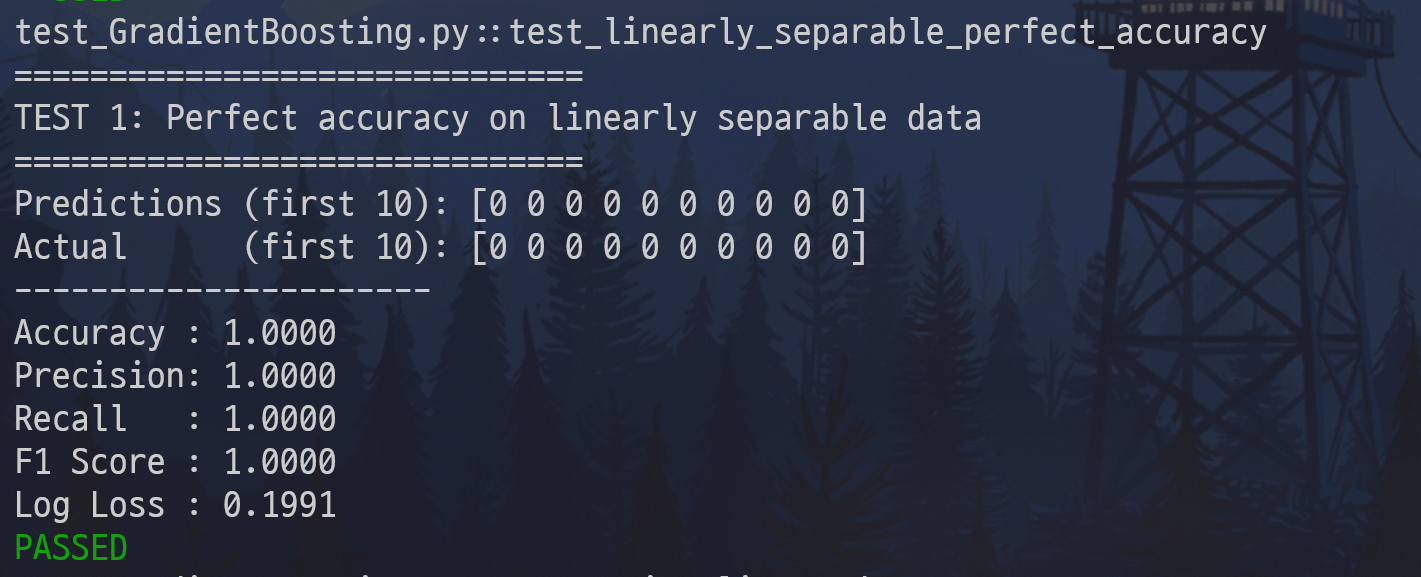 test_GradientBoosting.py::test_linearly_separable_perfect_accuracy
==============================
TEST 1: Perfect accuracy on linearly separable data
==============================
Predictions (first 10): [0 0 0 0 0 0 0 0 0 0]
Actual      (first 10): [0 0 0 0 0 0 0 0 0 0]
----------------------
Accuracy : 1.0000
Precision: 1.0000
Recall   : 1.0000
F1 Score : 1.0000
Log Loss : 0.1991
PASSED